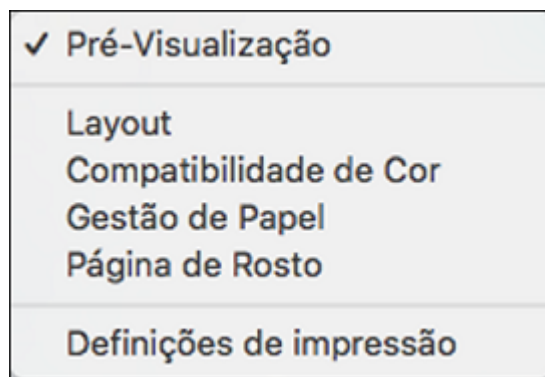 ✓ Pré-Visualização
Layout
Compatibilidade de Cor
Gestão de Papel
Página de Rosto
Definições de impressão